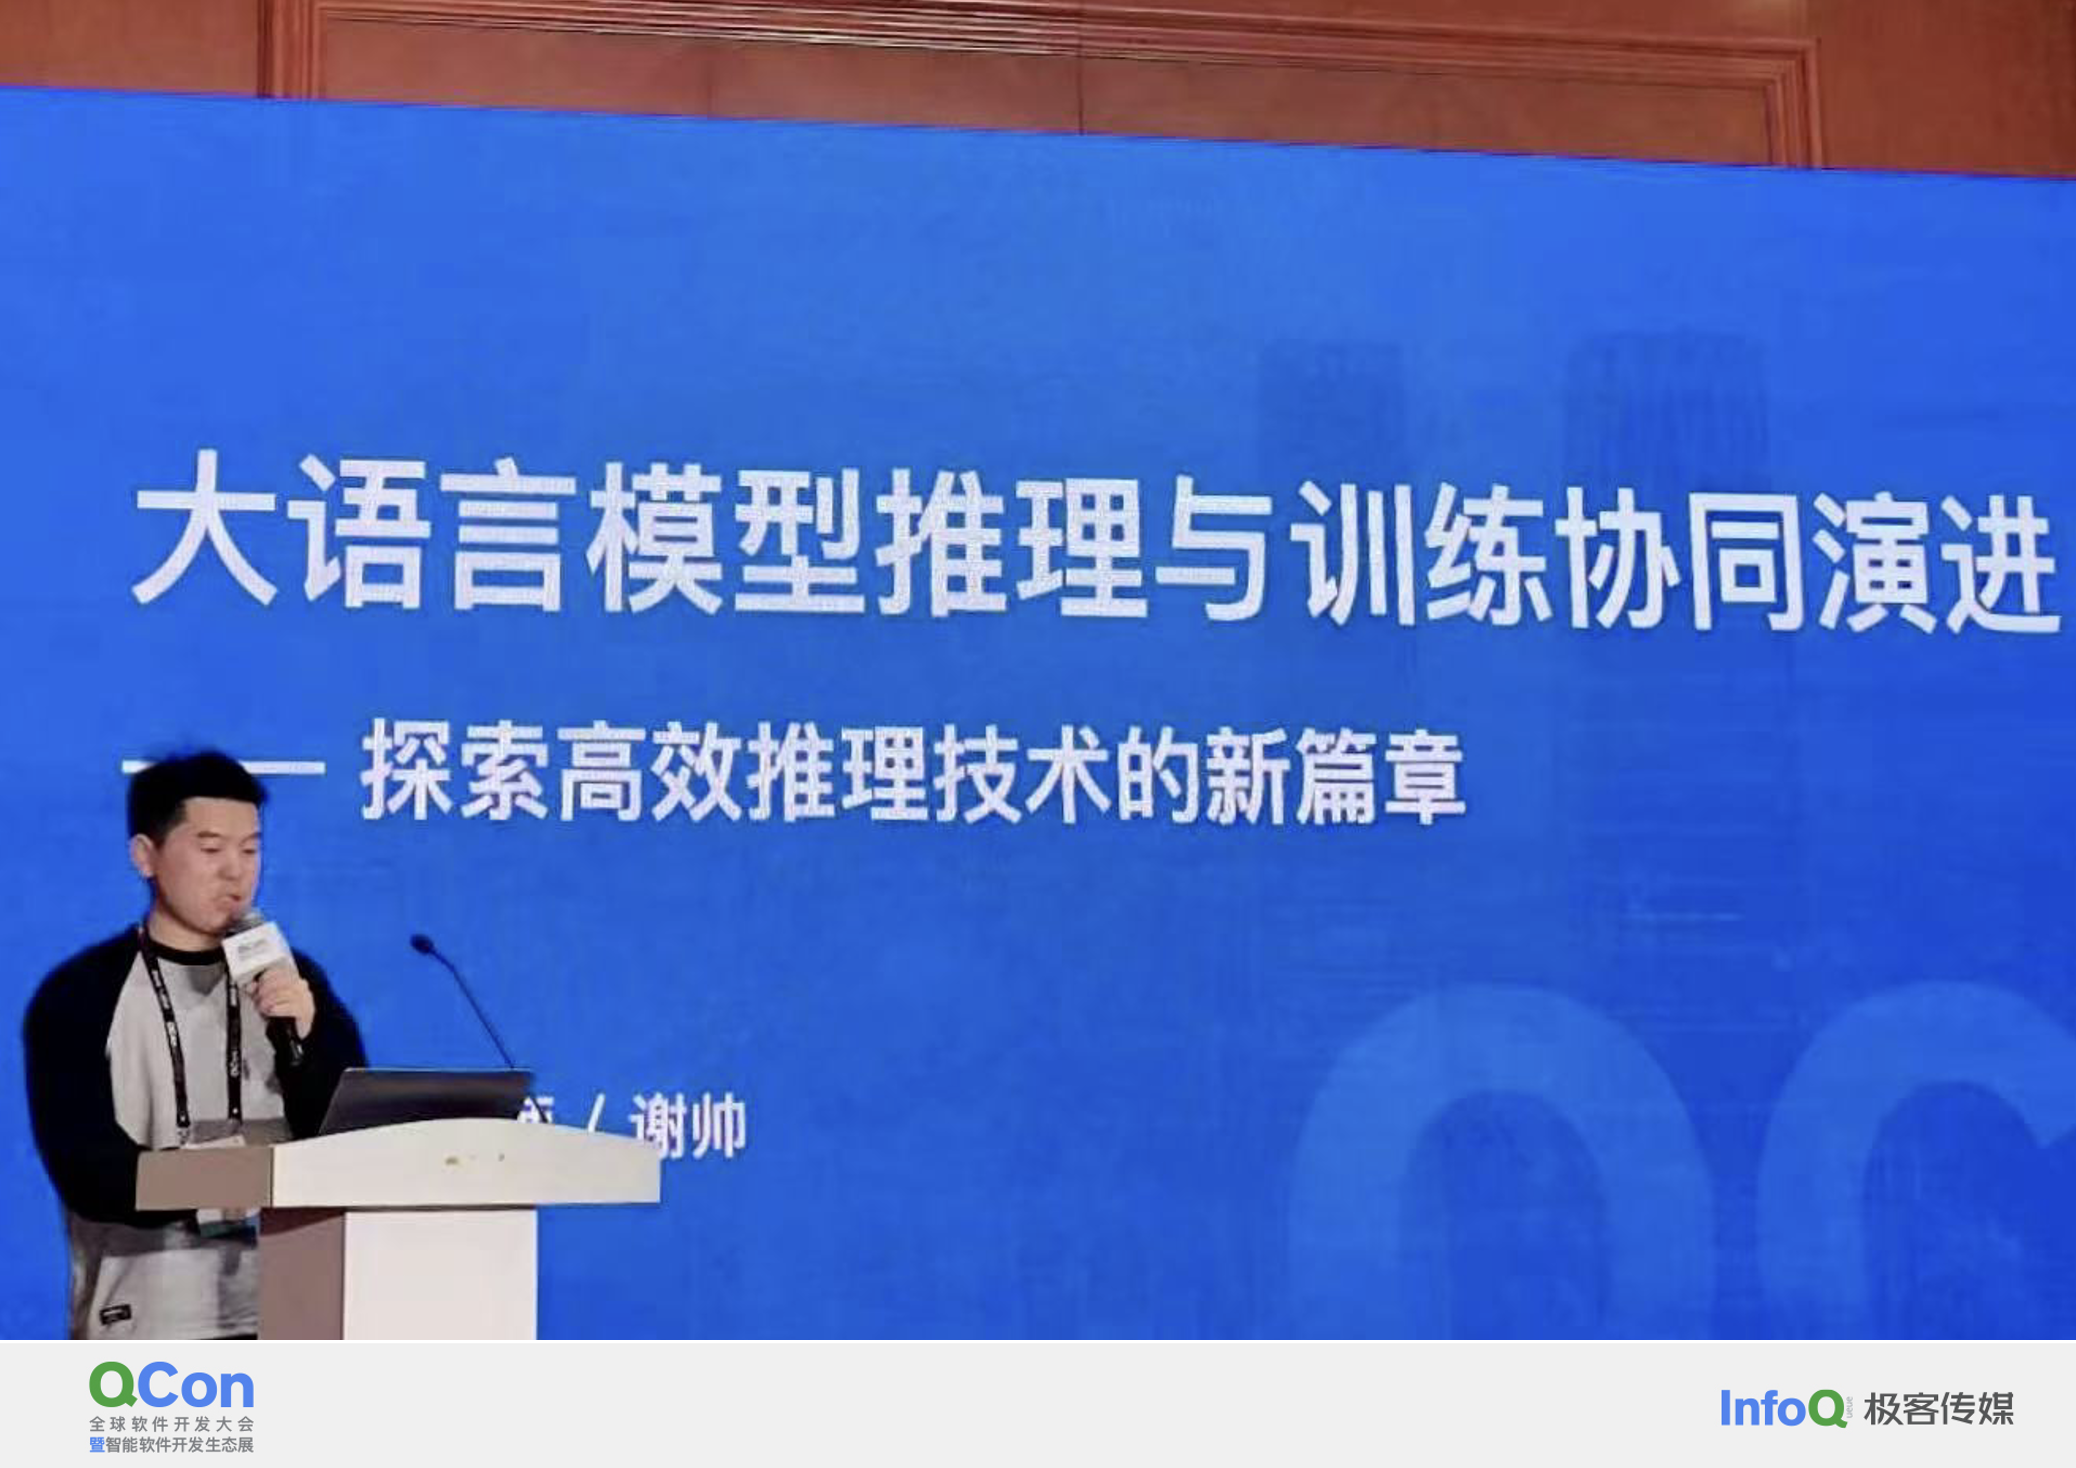 大语言模型推理与训练协同演进
—— 探索高效推理技术的新篇章
/ 谢帅
QCon
QCon
全球软件开发大会
暨智能软件开发生态展
InfoQ 极客传媒